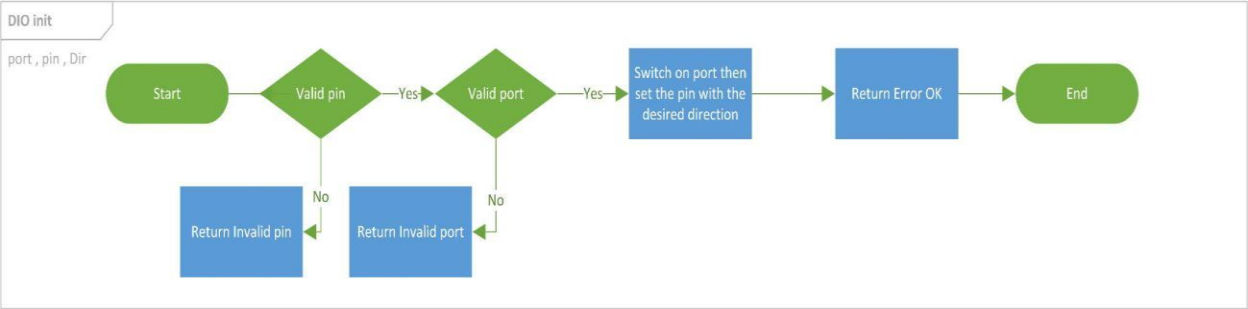 DIO init
port , pin , Dir
Start
Valid pin
Yes
Valid port
Yes
Switch on port then
set the pin with the
desired direction
Return Error OK
End
No
Return Invalid pin
No
Return Invalid port